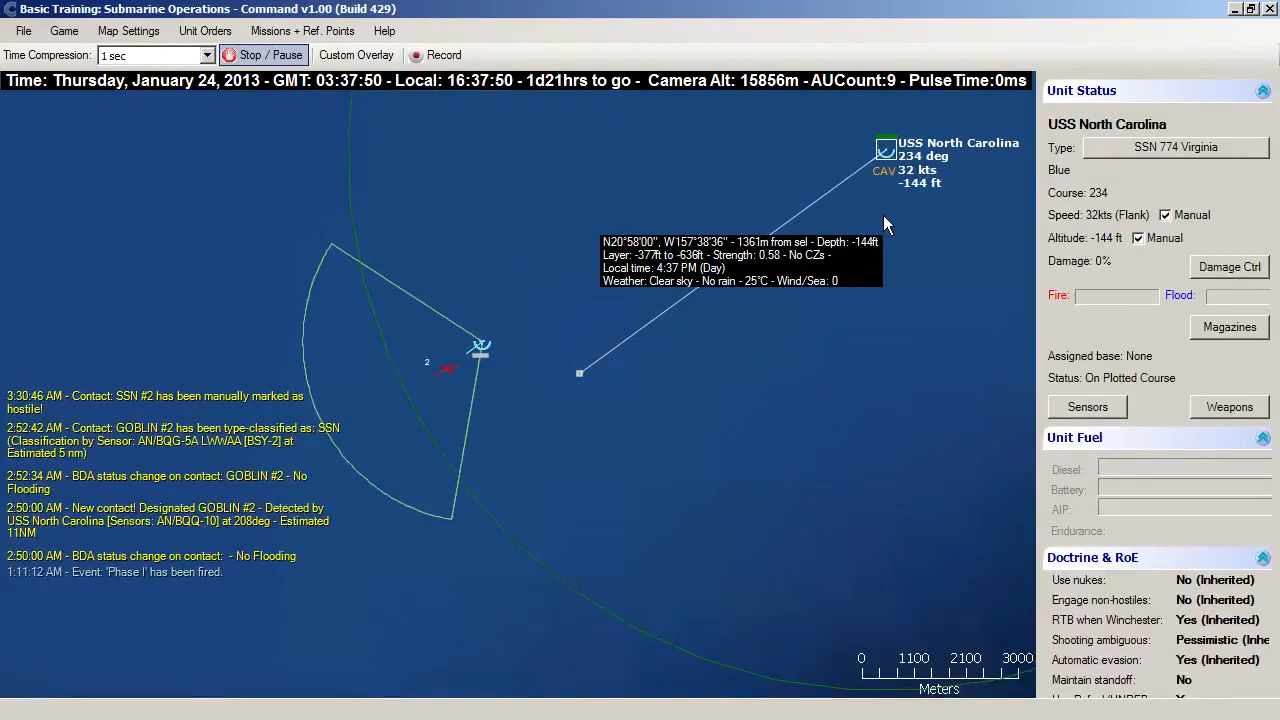 Basic Training: Submarine Operations - Command v1.00 (Build 429)
File Game Map Settings Unit Orders Missions + Ref. Points Help
Time Compression: 1 sec Stop / Pause Custom Overlay Record
Time: Thursday, January 24, 2013 - GMT: 03:37:50 - Local: 16:37:50 - 1d21hrs to go - Camera Alt: 15856m - AUCount:9 - PulseTime:0ms
USS North Carolina
234 deg
CAV 32 kts
-144 ft
N20°58'00", W157°38'36" - 1361m from sel - Depth: -144ft
Layer: -377ft to -636ft - Strength: 0.58 - No CZs -
Local time: 4:37 PM (Day)
Weather: Clear sky - No rain - 25°C - Wind/Sea: 0
2
3:30:46 AM - Contact: SSN #2 has been manually marked as
hostile!
2:52:42 AM - Contact: GOBLIN #2 has been type-classified as: SSN
(Classification by Sensor: AN/BQG-5A LWWAA [BSY-2] at
Estimated 5 nm)
2:52:34 AM - BDA status change on contact: GOBLIN #2 - No
Flooding
2:50:00 AM - New contact! Designated GOBLIN #2 - Detected by
USS North Carolina [Sensors: AN/BQQ-10] at 208deg - Estimated
11NM
2:50:00 AM - BDA status change on contact:  - No Flooding
1:11:12 AM - Event: 'Phase I' has been fired.
0 1100 2100 3000
Meters
Unit Status
USS North Carolina
Type: SSN 774 Virginia
Blue
Course: 234
Speed: 32kts (Flank) Manual
Altitude: -144 ft Manual
Damage: 0% Damage Ctrl
Fire: Flood:
Magazines
Assigned base: None
Status: On Plotted Course
Sensors Weapons
Unit Fuel
Diesel:
Battery:
AIP:
Endurance:
Doctrine & RoE
Use nukes: No (Inherited)
Engage non-hostiles: No (Inherited)
RTB when Winchester: Yes (Inherited)
Shooting ambiguous: Pessimistic (Inhe
Automatic evasion: Yes (Inherited)
Maintain standoff: No